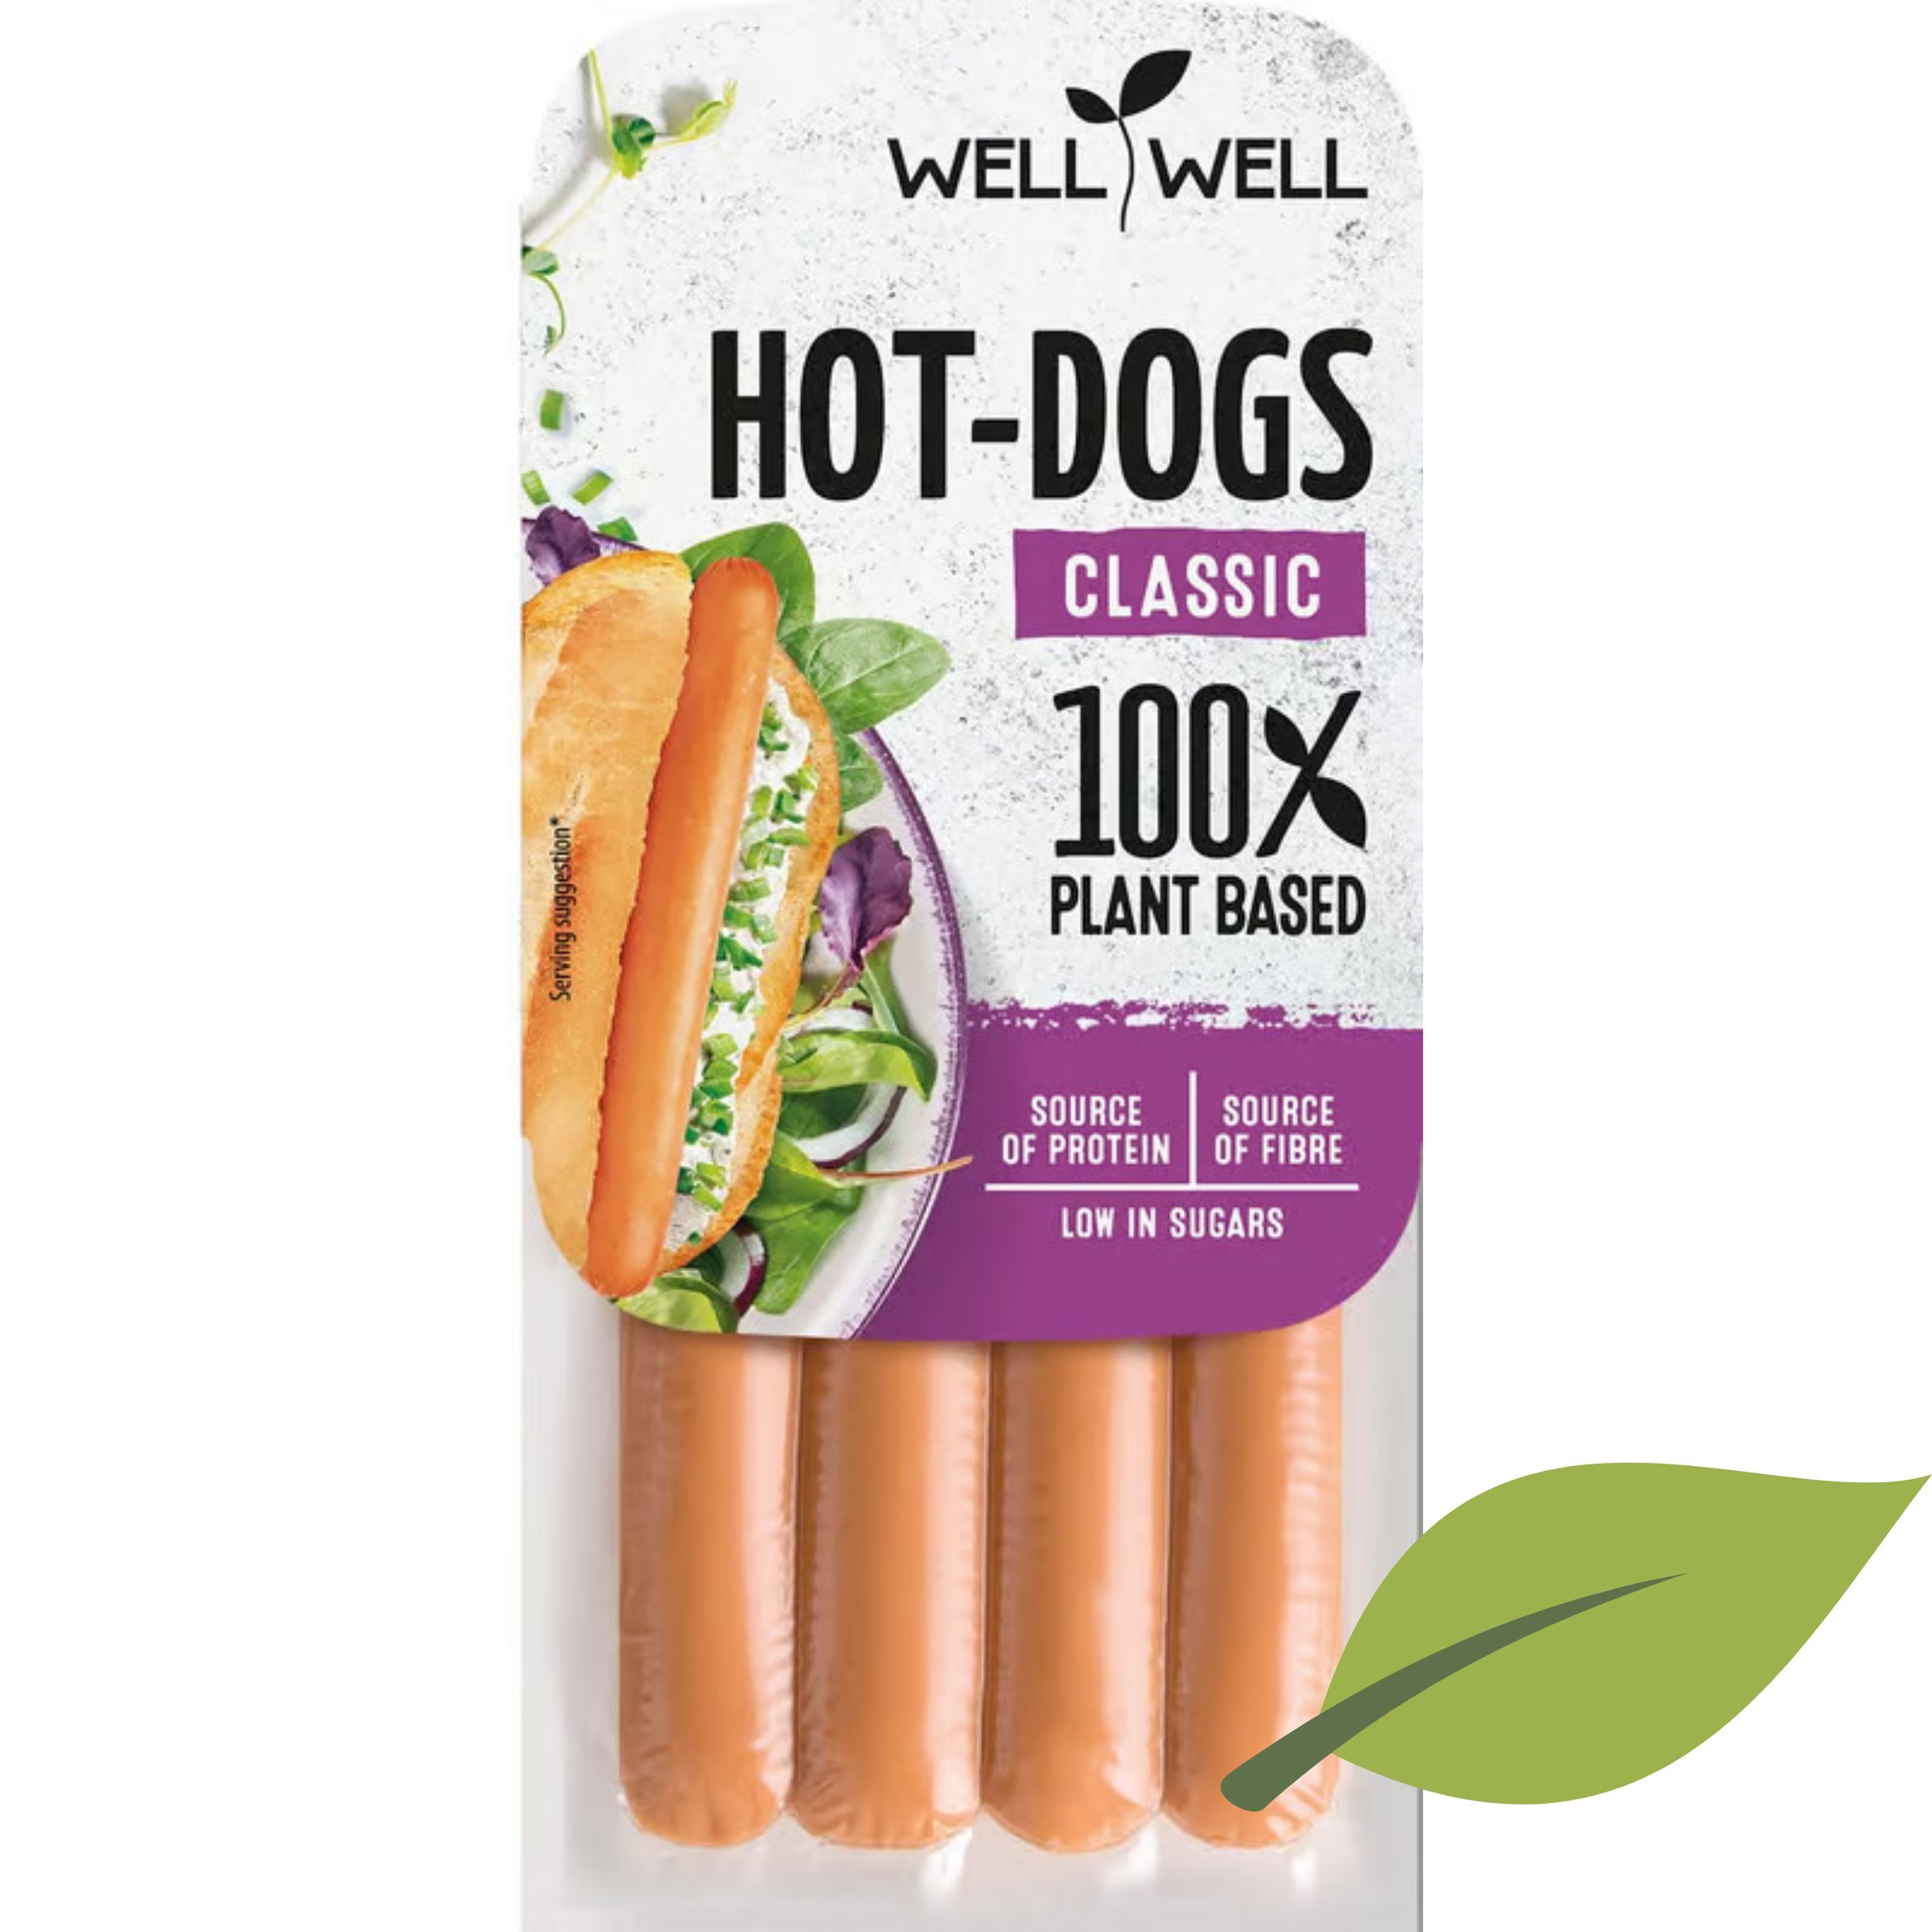 WELL WELL
HOT-DOGS
CLASSIC
100%
PLANT BASED
Serving suggestion*
SOURCE
OF PROTEIN
SOURCE
OF FIBRE
LOW IN SUGARS